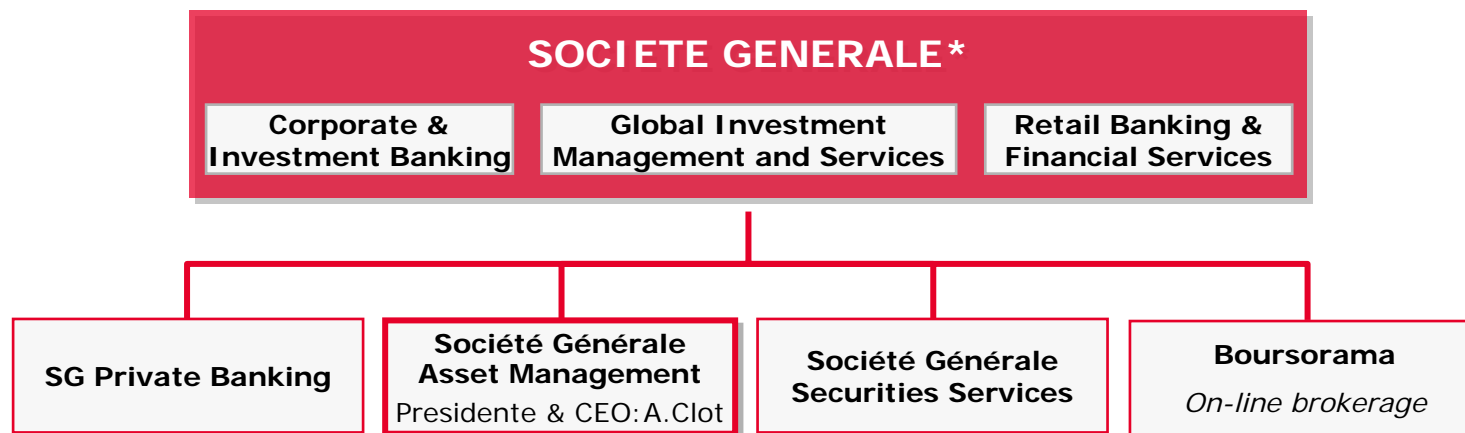 SOCIETE GENERALE*
Corporate &
Investment Banking
Global Investment
Management and Services
Retail Banking &
Financial Services
SG Private Banking
Société Générale
Asset Management
Presidente & CEO:A.Clot
Société Générale
Securities Services
Boursorama
On-line brokerage